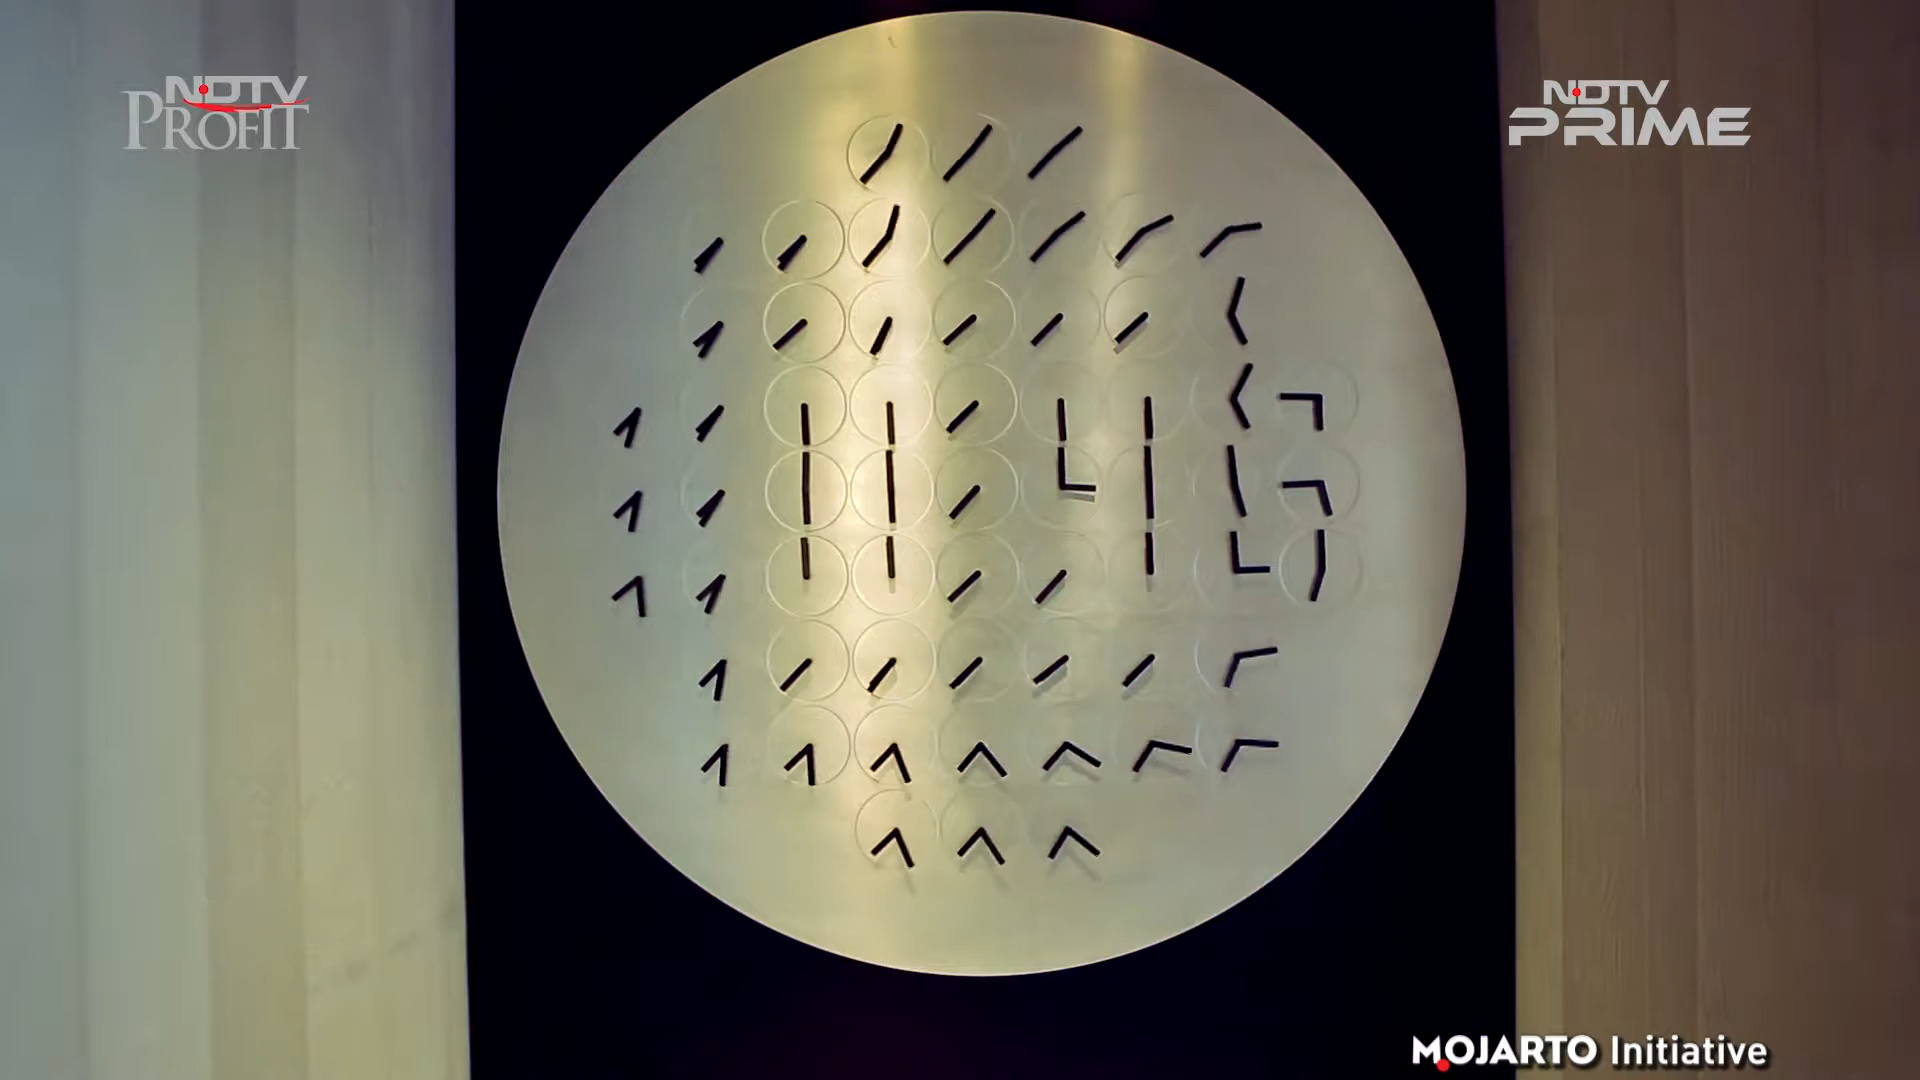 NDTV
PROFIT
NDTV
PRIME
MOJARTO Initiative